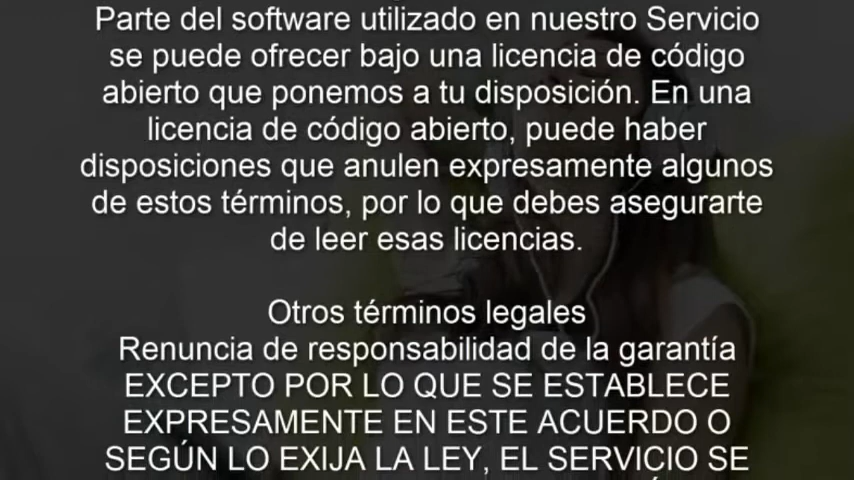 Parte del software utilizado en nuestro Servicio
se puede ofrecer bajo una licencia de código
abierto que ponemos a tu disposición. En una
licencia de código abierto, puede haber
disposiciones que anulen expresamente algunos
de estos términos, por lo que debes asegurarte
de leer esas licencias.
Otros términos legales
Renuncia de responsabilidad de la garantía
EXCEPTO POR LO QUE SE ESTABLECE
EXPRESAMENTE EN ESTE ACUERDO O
SEGÚN LO EXIJA LA LEY, EL SERVICIO SE